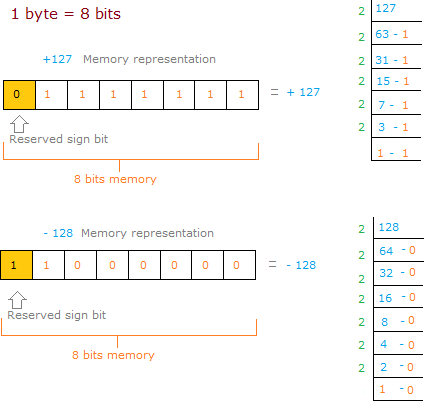 1 byte = 8 bits
+127 Memory representation
0 1 1 1 1 1 1 1 = + 127
Reserved sign bit
8 bits memory
2 127
2 63 - 1
2 31 - 1
2 15 - 1
2 7 - 1
2 3 - 1
1 - 1
- 128 Memory representation
1 1 0 0 0 0 0 0 = - 128
Reserved sign bit
8 bits memory
2 128
2 64 - 0
2 32 - 0
2 16 - 0
2 8 - 0
2 4 - 0
2 2 - 0
1 - 0